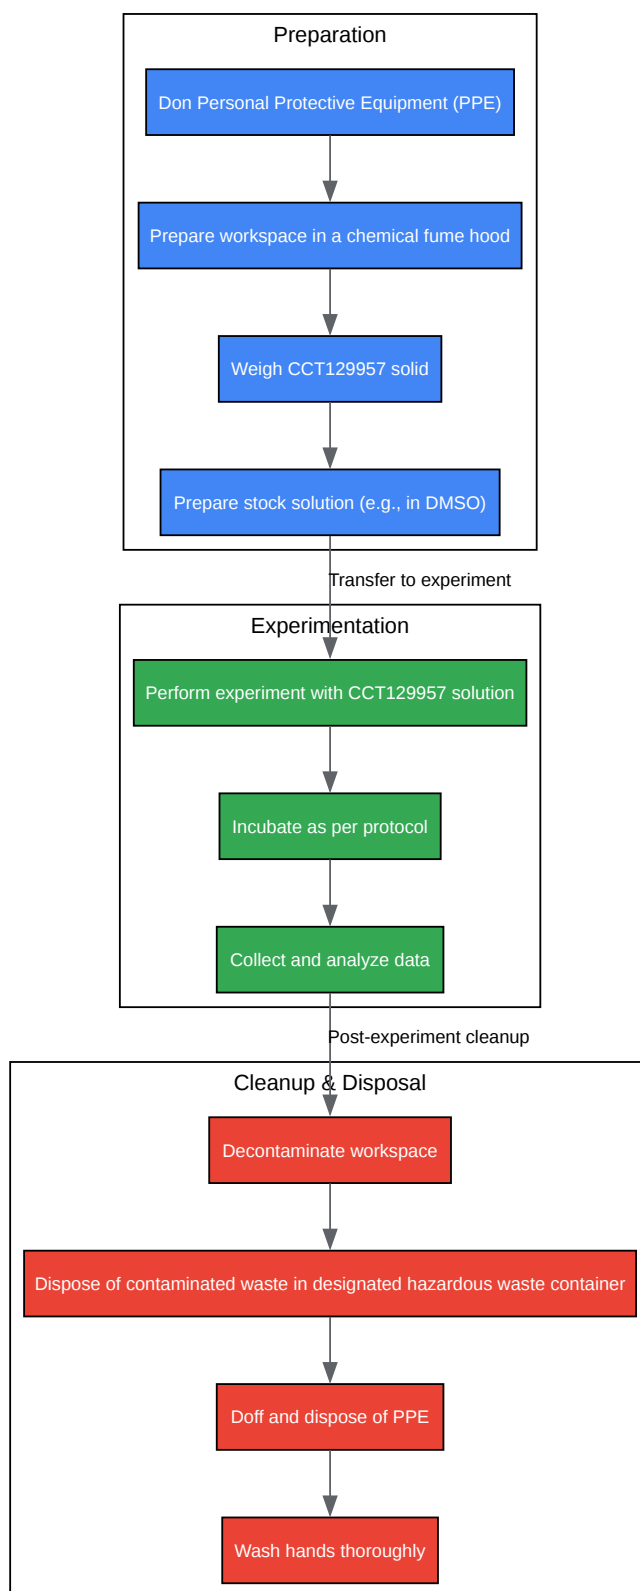 Preparation
Don Personal Protective Equipment (PPE)
Prepare workspace in a chemical fume hood
Weigh CCT129957 solid
Prepare stock solution (e.g., in DMSO)
Transfer to experiment
Experimentation
Perform experiment with CCT129957 solution
Incubate as per protocol
Collect and analyze data
Post-experiment cleanup
Cleanup & Disposal
Decontaminate workspace
Dispose of contaminated waste in designated hazardous waste container
Doff and dispose of PPE
Wash hands thoroughly